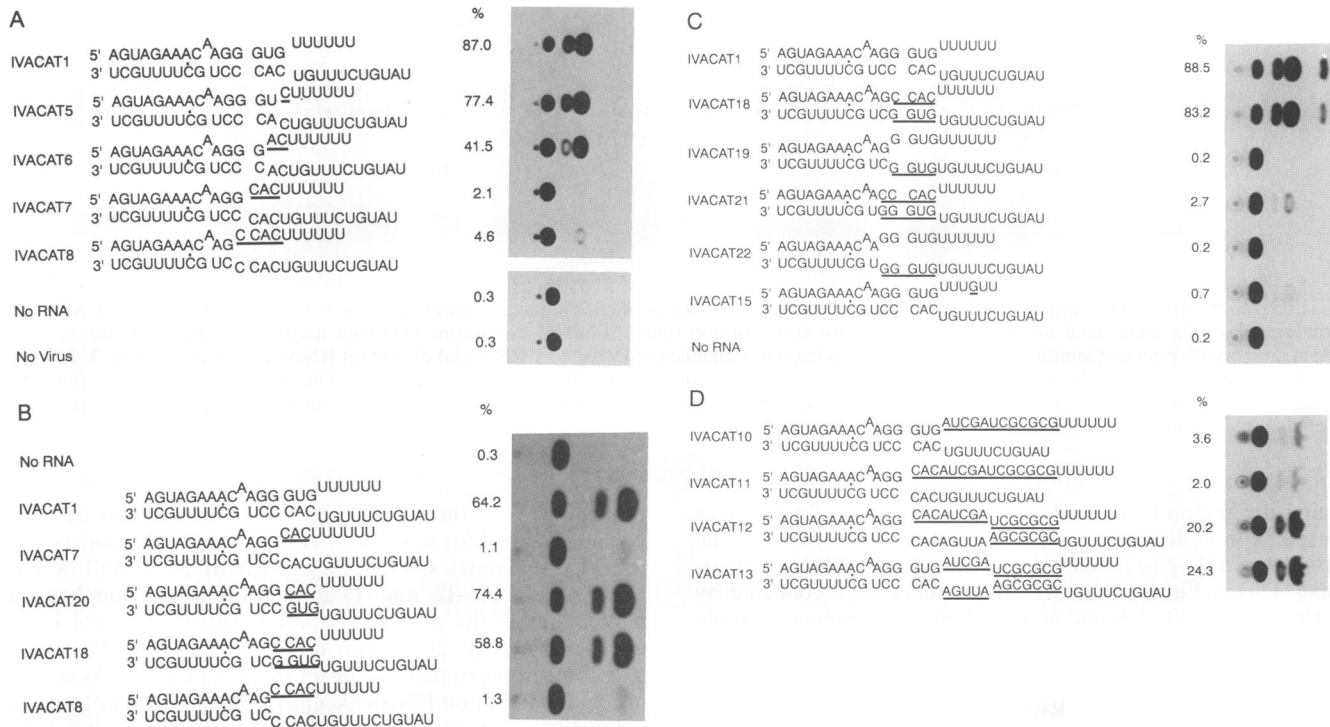 A
%
IVACAT1
5' AGUAGAAAC A AGG GUG UUUUUU
3' UCGUUUUCG UCC CAC UGUUUCUGUAU
87.0
IVACAT5
5' AGUAGAAAC A AGG GU CUUUUUU
3' UCGUUUUCG UCC CA CUGUUUCUGUAU
77.4
IVACAT6
5' AGUAGAAAC A AGG G ACUUUUUU
3' UCGUUUUCG UCC C ACUGUUUCUGUAU
41.5
IVACAT7
5' AGUAGAAAC A AGG CACUUUUUU
3' UCGUUUUCG UCC CACUGUUUCUGUAU
2.1
IVACAT8
5' AGUAGAAAC A AG C CACUUUUUU
3' UCGUUUUCG UC C CACUGUUUCUGUAU
4.6
No RNA
0.3
No Virus
0.3
B
%
No RNA
0.3
IVACAT1
5' AGUAGAAAC A AGG GUG UUUUUU
3' UCGUUUUCG UCC CAC UGUUUCUGUAU
64.2
IVACAT7
5' AGUAGAAAC A AGG CACUUUUUU
3' UCGUUUUCG UCC CACUGUUUCUGUAU
1.1
IVACAT20
5' AGUAGAAAC A AGG CAC UUUUUU
3' UCGUUUUCG UCC GUG UGUUUCUGUAU
74.4
IVACAT18
5' AGUAGAAAC A AGC CAC UUUUUU
3' UCGUUUUCG UCG GUG UGUUUCUGUAU
58.8
IVACAT8
5' AGUAGAAAC A AG C CACUUUUUU
3' UCGUUUUCG UC C CACUGUUUCUGUAU
1.3
C
%
IVACAT1
5' AGUAGAAAC A AGG GUG UUUUUU
3' UCGUUUUCG UCC CAC UGUUUCUGUAU
88.5
IVACAT18
5' AGUAGAAAC A AGC CAC UUUUUU
3' UCGUUUUCG UCG GUG UGUUUCUGUAU
83.2
IVACAT19
5' AGUAGAAAC A AG G GUGUUUUUU
3' UCGUUUUCG UC G GUGUGUUUCUGUAU
0.2
IVACAT21
5' AGUAGAAAC A ACC CAC UUUUUU
3' UCGUUUUCG UGG GUG UGUUUCUGUAU
2.7
IVACAT22
5' AGUAGAAAC A A GG GUGUUUUUU
3' UCGUUUUCG U GG GUGUGUUUCUGUAU
0.2
IVACAT15
5' AGUAGAAAC A AGG GUG UUUGUU
3' UCGUUUUCG UCC CAC UGUUUCUGUAU
0.7
No RNA
0.2
D
%
IVACAT10
5' AGUAGAAAC A AGG GUG AUCGAUCGCGCGUUUUUU
3' UCGUUUUCG UCC CAC UGUUUCUGUAU
3.6
IVACAT11
5' AGUAGAAAC A AGG CACAUCGAUCGCGCGUUUUUU
3' UCGUUUUCG UCC CACUGUUUCUGUAU
2.0
IVACAT12
5' AGUAGAAAC A AGG CACAUCGA UCGCGCG UUUUUU
3' UCGUUUUCG UCC CACAGUUA AGCGCGC UGUUUCUGUAU
20.2
IVACAT13
5' AGUAGAAAC A AGG GUG AUCGA UCGCGCG UUUUUU
3' UCGUUUUCG UCC CAC AGUUA AGCGCGC UGUUUCUGUAU
24.3